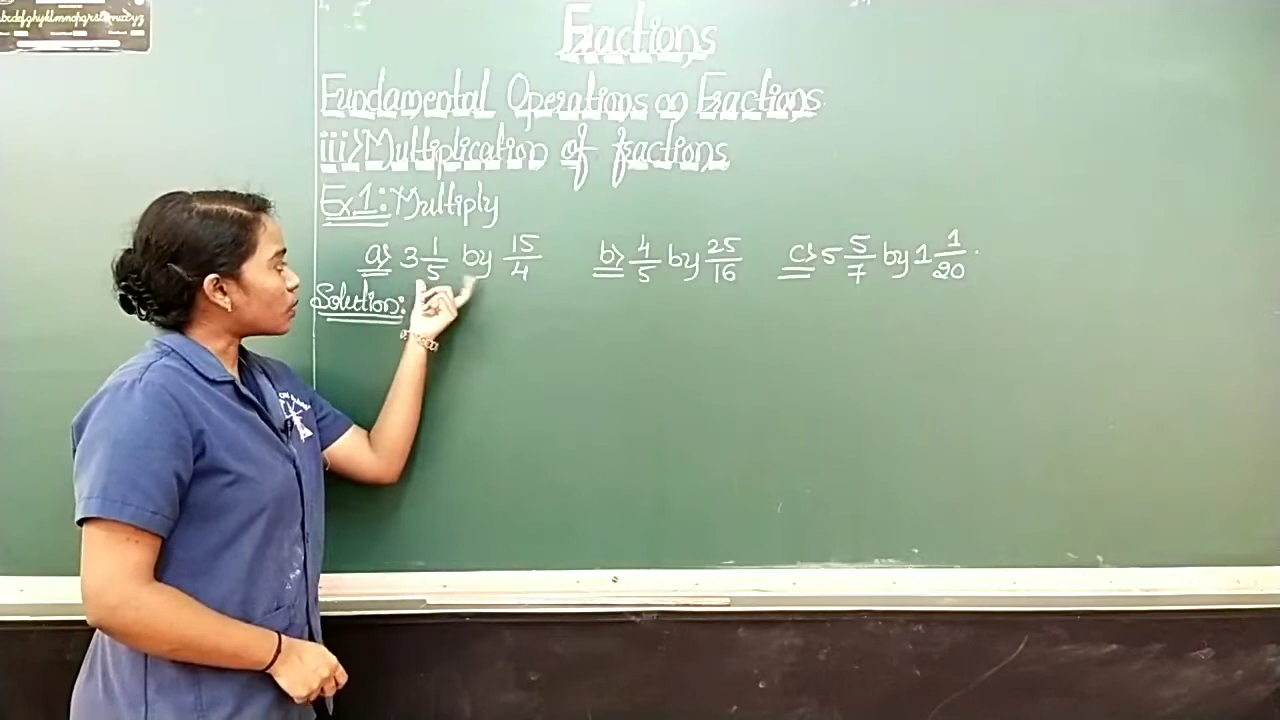 Fractions
Fundamental Operations on Fractions
iii> Multiplication of fractions
Ex.1: Multiply
a> 3 1/5 by 15/4 b> 4/5 by 25/16 c> 5 5/7 by 1 1/20.
Solution: